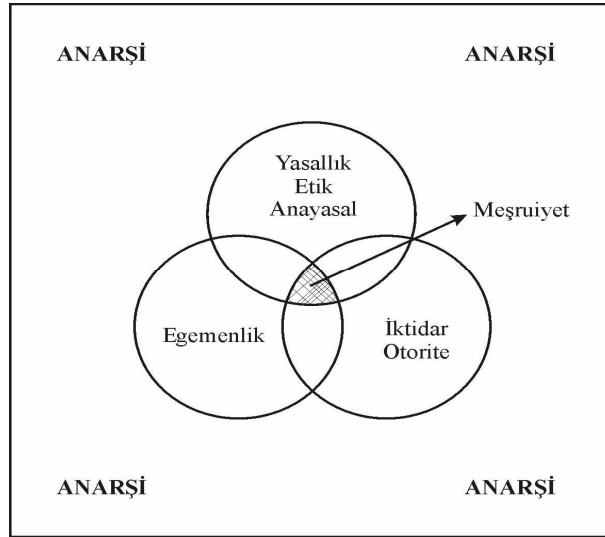 ANARŞİ
ANARŞİ
Yasallık
Etik
Anayasal
Meşruiyet
Egemenlik
İktidar
Otorite
ANARŞİ
ANARŞİ